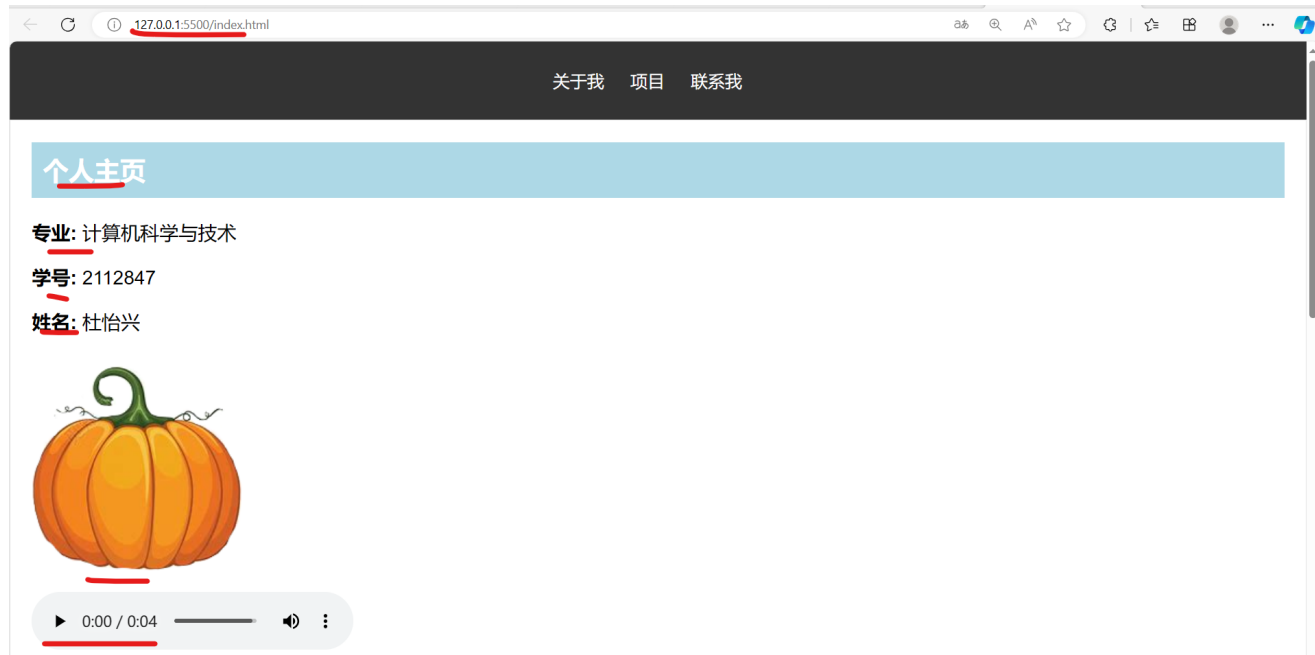 127.0.0.1:5500/index.html
关于我 项目 联系我
个人主页
专业: 计算机科学与技术
学号: 2112847
姓名: 杜怡兴
0:00 / 0:04